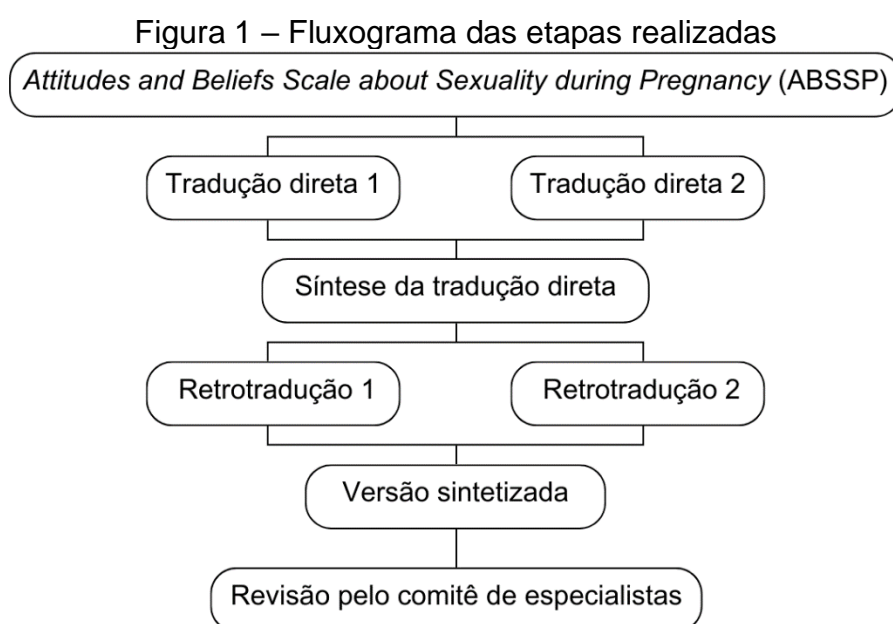 Figura 1 – Fluxograma das etapas realizadas
Attitudes and Beliefs Scale about Sexuality during Pregnancy (ABSSP)
Tradução direta 1
Tradução direta 2
Síntese da tradução direta
Retrotradução 1
Retrotradução 2
Versão sintetizada
Revisão pelo comitê de especialistas